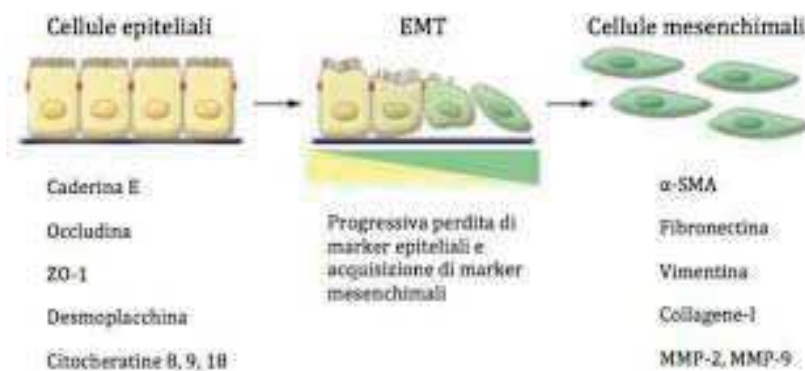 Cellule epiteliali
EMT
Cellule mesenchimali
Caderina E
Occludina
ZO-1
Desmoplacchina
Citocheratine 8, 9, 18
Progressiva perdita di
marker epiteliali e
acquisizione di marker
mesenchimali
α-SMA
Fibronectina
Vimentina
Collagene-I
MMP-2, MMP-9